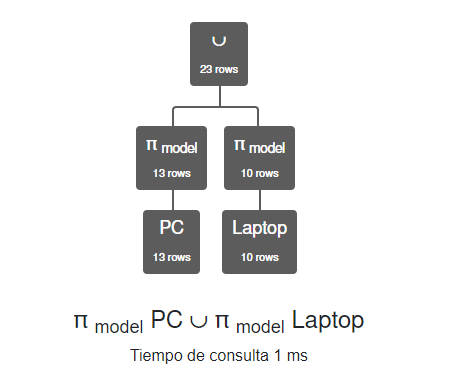 ∪
23 rows
π model π model
13 rows 10 rows
PC Laptop
13 rows 10 rows
π model PC ∪ π model Laptop
Tiempo de consulta 1 ms